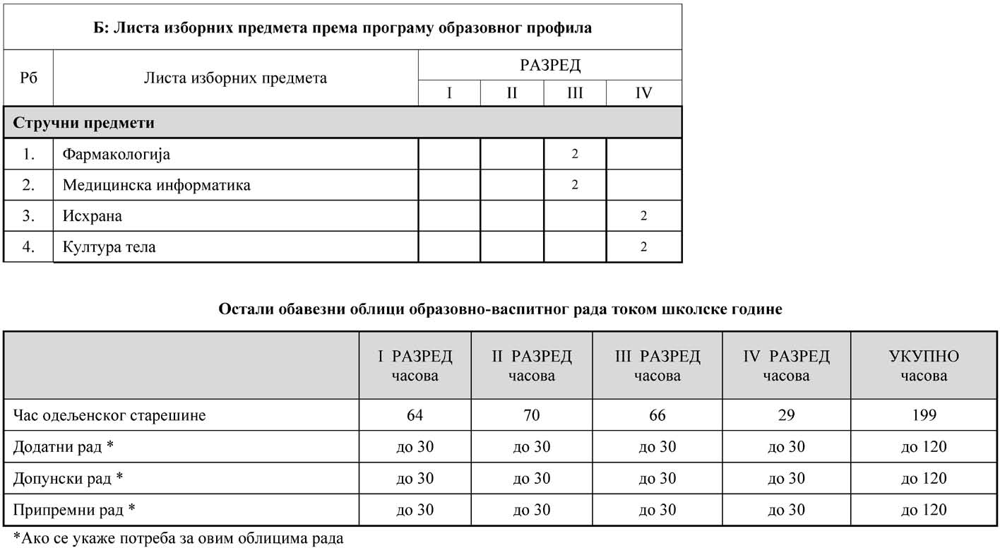 Б: Листа изборних предмета према програму образовног профила
Рб Листа изборних предмета РАЗРЕД
I II III IV
Стручни предмети
1. Фармакологија 2
2. Медицинска информатика 2
3. Исхрана 2
4. Култура тела 2
Остали обавезни облици образовно-васпитног рада током школске године
I РАЗРЕД II РАЗРЕД III РАЗРЕД IV РАЗРЕД УКУПНО
часова часова часова часова часова
Час одељенског старешине 64 70 66 29 199
Додатни рад * до 30 до 30 до 30 до 30 до 120
Допунски рад * до 30 до 30 до 30 до 30 до 120
Припремни рад * до 30 до 30 до 30 до 30 до 120
*Ако се укаже потреба за овим облицима рада